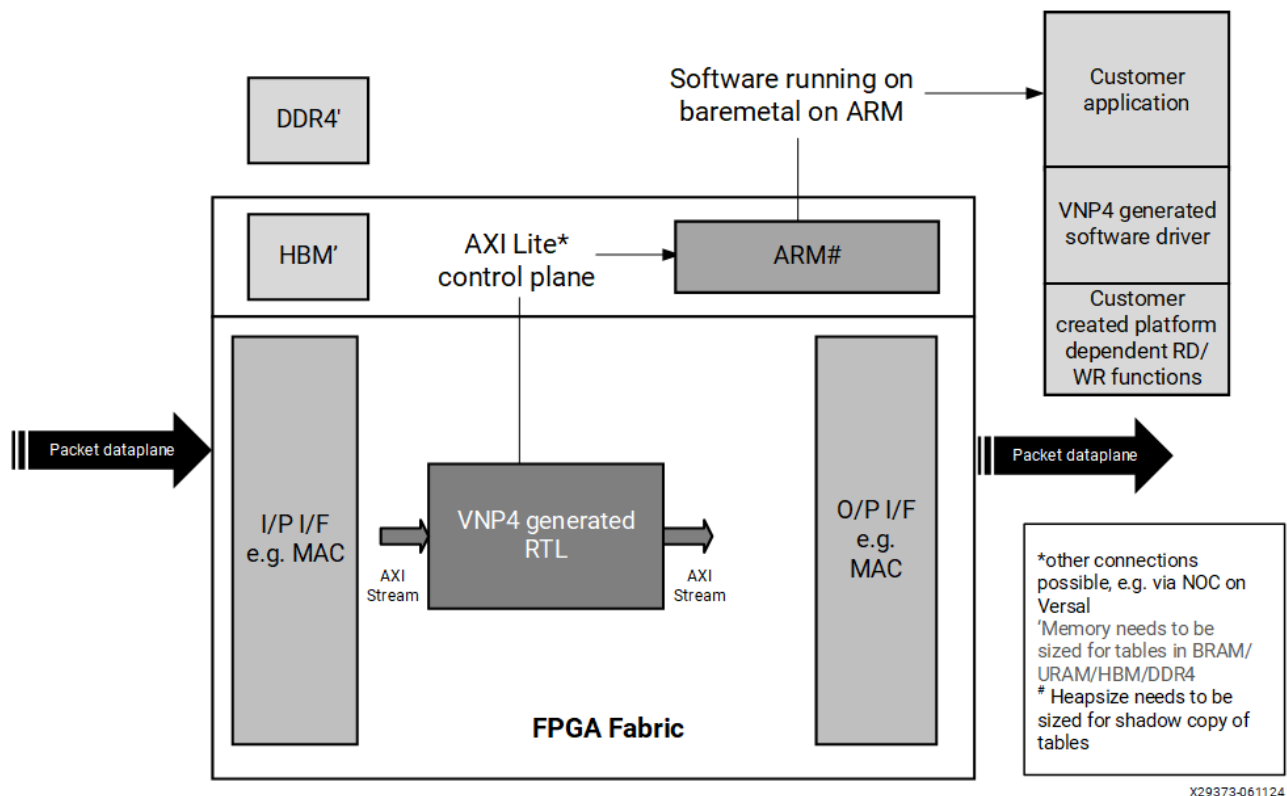 DDR4'
Software running on
baremetal on ARM
Customer
application
VNP4 generated
software driver
Customer
created platform
dependent RD/
WR functions
HBM’
AXI Lite*
control plane
ARM#
Packet dataplane
I/P I/F
e.g. MAC
AXI
Stream
VNP4 generated
RTL
AXI
Stream
O/P I/F
e.g.
MAC
Packet dataplane
FPGA Fabric
*other connections
possible, e.g. via NOC on
Versal
‘Memory needs to be
sized for tables in BRAM/
URAM/HBM/DDR4
# Heapsize needs to be
sized for shadow copy of
tables
X29373-061124